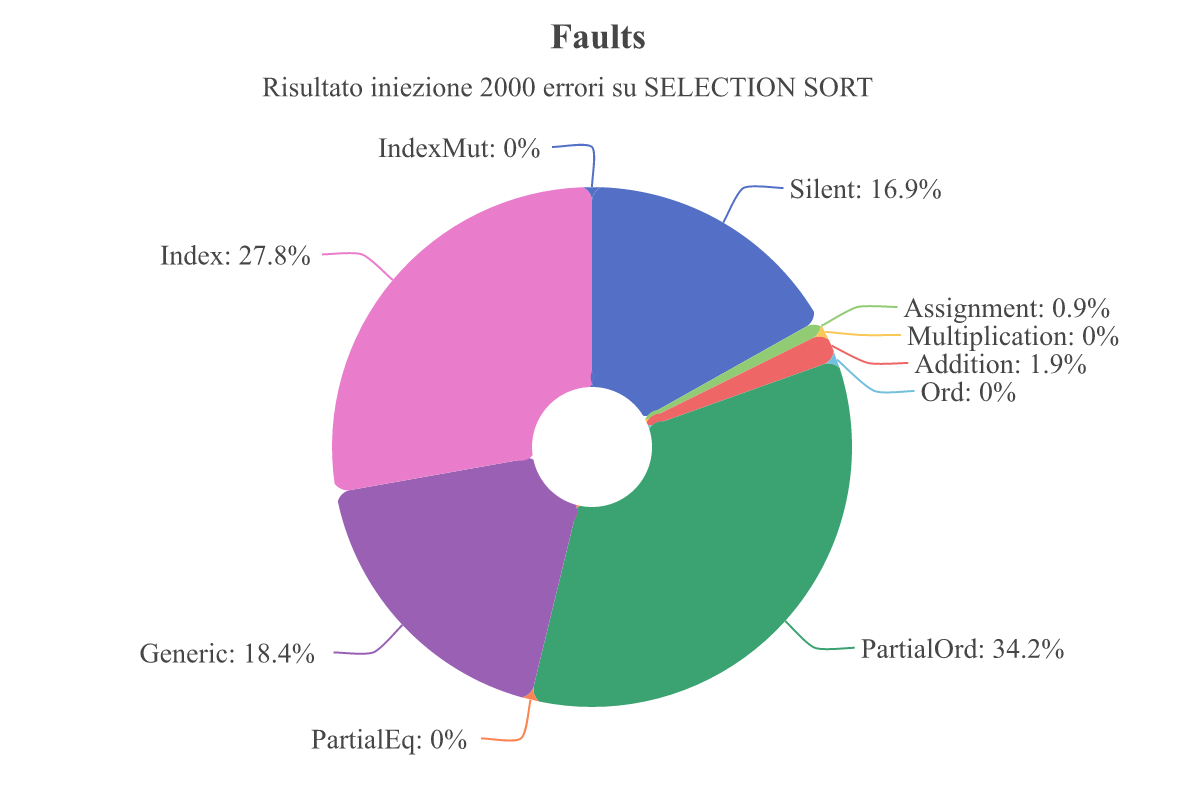 Faults
Risultato iniezione 2000 errori su SELECTION SORT
IndexMut: 0%
Silent: 16.9%
Index: 27.8%
Assignment: 0.9%
Multiplication: 0%
Addition: 1.9%
Ord: 0%
PartialOrd: 34.2%
Generic: 18.4%
PartialEq: 0%